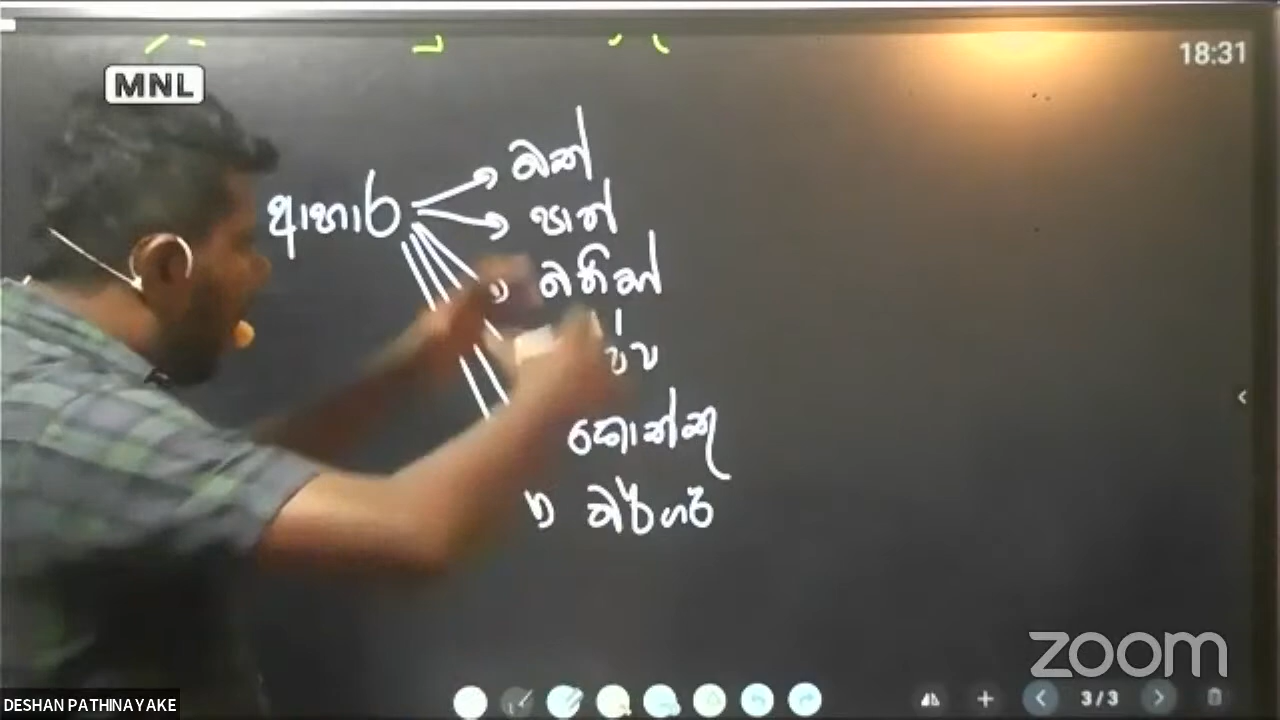 18:31
MNL
බත්
ආහාර
පාන්
බනිස්
කොත්තු
බර්ගර්
zoom
3/3
DESHAN PATHINAYAKE